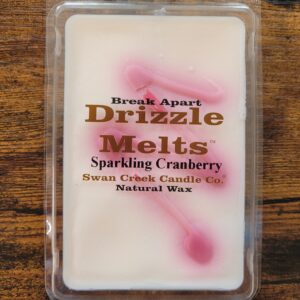 Break Apart
Drizzle
Melts™
Sparkling Cranberry
Swan Creek Candle Co.®
Natural Wax